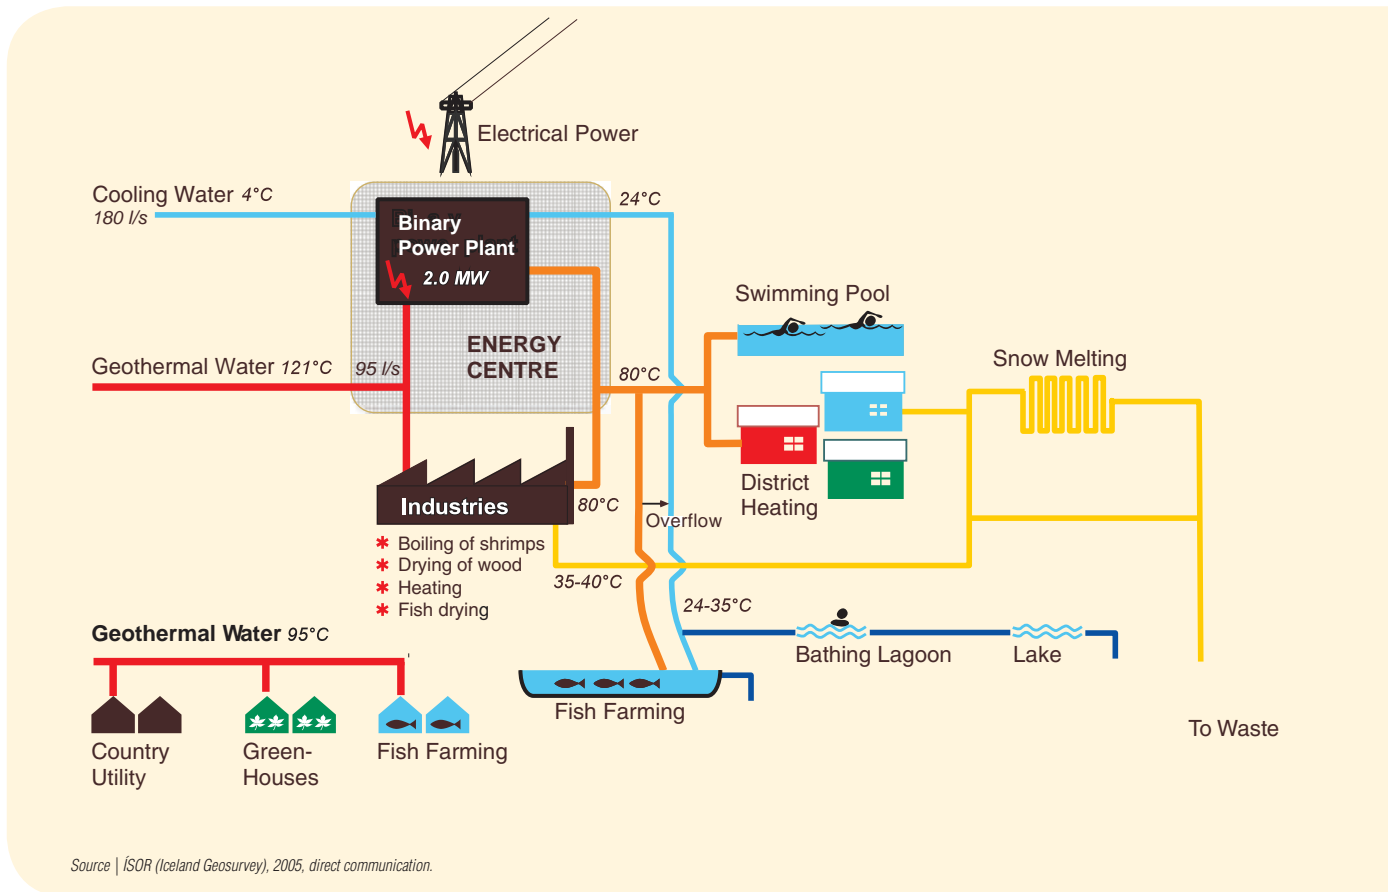 Electrical Power
Cooling Water 4°C
180 l/s
24°C
Binary
Power Plant
2.0 MW
Swimming Pool
ENERGY
CENTRE
Geothermal Water 121°C
95 l/s
80°C
Snow Melting
District
Heating
Industries
80°C
Overflow
Boiling of shrimps
Drying of wood
Heating
Fish drying
35-40°C
24-35°C
Geothermal Water 95°C
Bathing Lagoon
Lake
Fish Farming
To Waste
Country
Utility
Green-
Houses
Fish Farming
Source | ÍSOR (Iceland Geosurvey), 2005, direct communication.